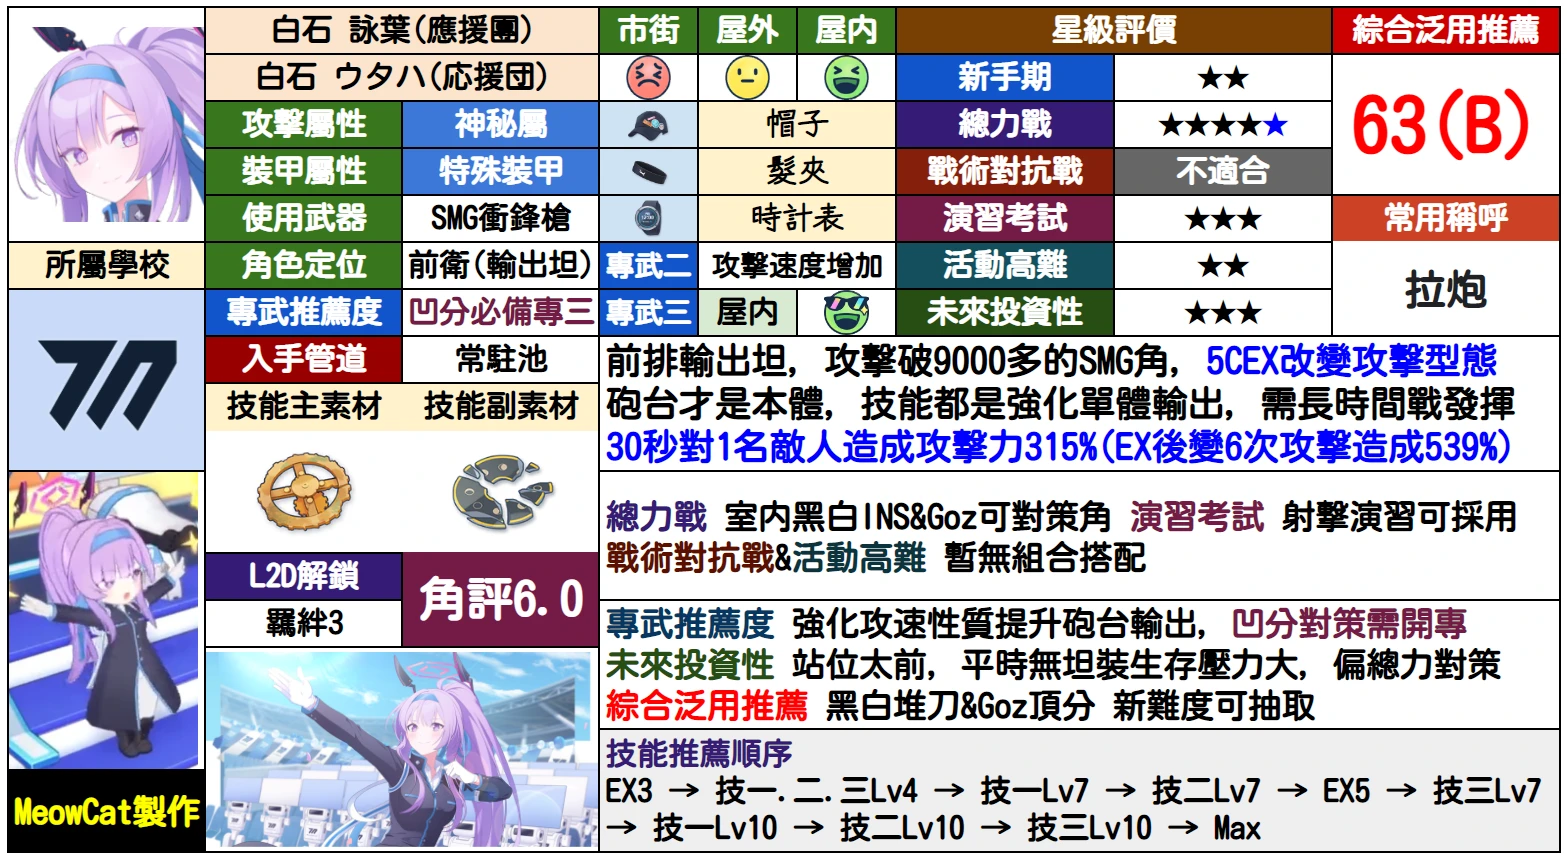 白石 詠葉(應援團)
白石 ウタハ(応援団)
市街 屋外 屋内
星級評價
綜合泛用推薦
新手期 ★★
63(B)
攻擊屬性 神秘屬
帽子
總力戰 ★★★★★
裝甲屬性 特殊裝甲
髮夾
戰術對抗戰 不適合
使用武器 SMG衝鋒槍
時計表
演習考試 ★★★
常用稱呼
所屬學校
角色定位 前衛(輸出坦)
專武二 攻擊速度增加
活動高難 ★★
拉炮
專武推薦度 凹分必備專三
專武三 屋内
未來投資性 ★★★
入手管道 常駐池
技能主素材 技能副素材
前排輸出坦, 攻擊破9000多的SMG角, 5CEX改變攻擊型態
砲台才是本體, 技能都是強化單體輸出, 需長時間戰發揮
30秒對1名敵人造成攻擊力315%(EX後變6次攻擊造成539%)
總力戰 室内黑白INS&Goz可對策角 演習考試 射擊演習可採用
戰術對抗戰&活動高難 暫無組合搭配
L2D解鎖
羈絆3
角評6.0
專武推薦度 強化攻速性質提升砲台輸出, 凹分對策需開專
未來投資性 站位太前, 平時無坦裝生存壓力大, 偏總力對策
綜合泛用推薦 黑白堆刀&Goz頂分 新難度可抽取
技能推薦順序
EX3 → 技一.二.三Lv4 → 技一Lv7 → 技二Lv7 → EX5 → 技三Lv7
→ 技一Lv10 → 技二Lv10 → 技三Lv10 → Max
MeowCat製作